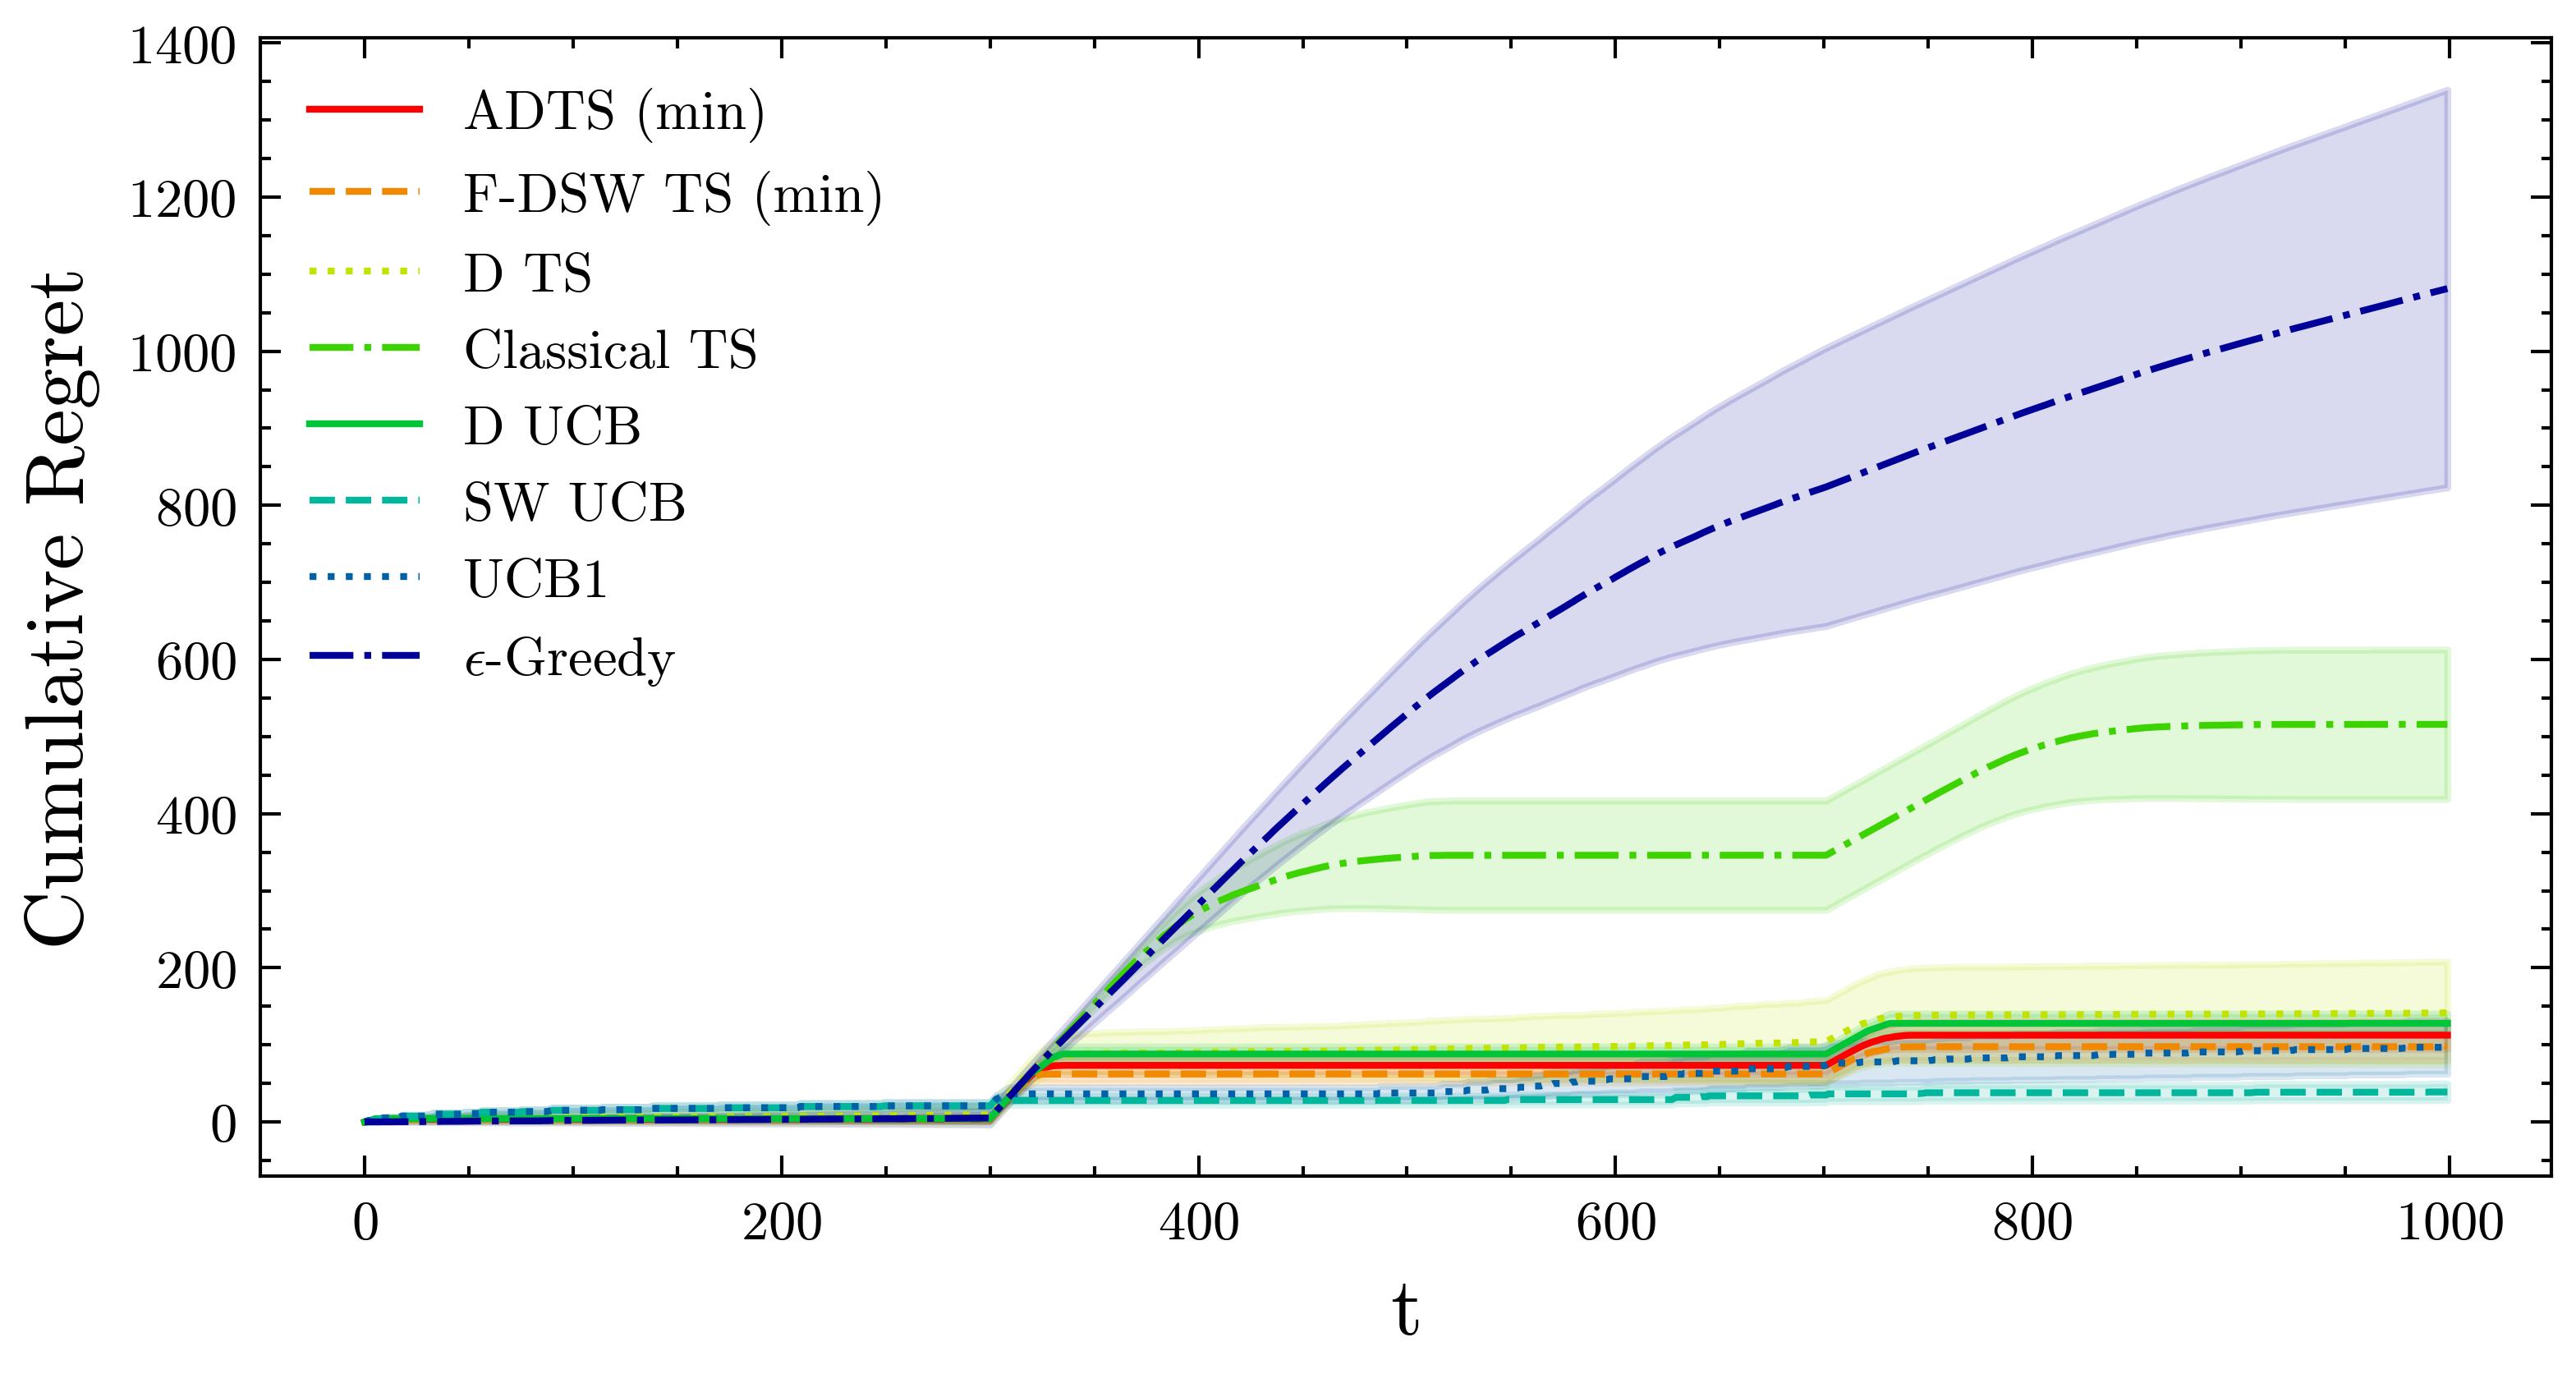 1400
1200
1000
800
600
400
200
0
Cumulative Regret
ADTS (min)
F-DSW TS (min)
D TS
Classical TS
D UCB
SW UCB
UCB1
ϵ-Greedy
0 200 400 600 800 1000
t